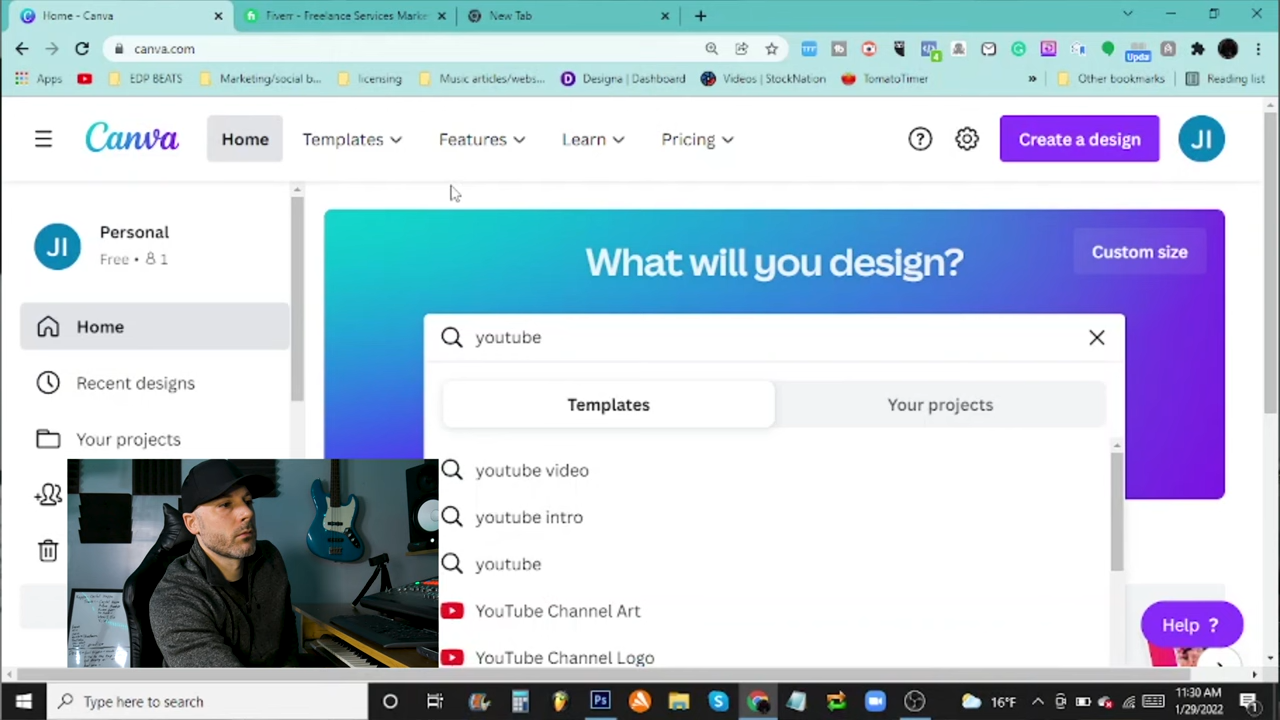 Home - Canva
Fiverr - Freelance Services Marke
New Tab
canva.com
Upda
4
Apps
EDP BEATS
Marketing/social b...
licensing
Music articles/webs...
Designa | Dashboard
Videos | StockNation
TomatoTimer
»
Other bookmarks
Reading list
Canva
Home
Templates
Features
Learn
Pricing
?
Create a design
JI
JI
Personal
Free • 1
Home
Recent designs
Your projects
What will you design?
Custom size
youtube
Templates
Your projects
youtube video
youtube intro
youtube
YouTube Channel Art
YouTube Channel Logo
Help ?
Type here to search
Ps
16°F
11:30 AM
1/29/2022